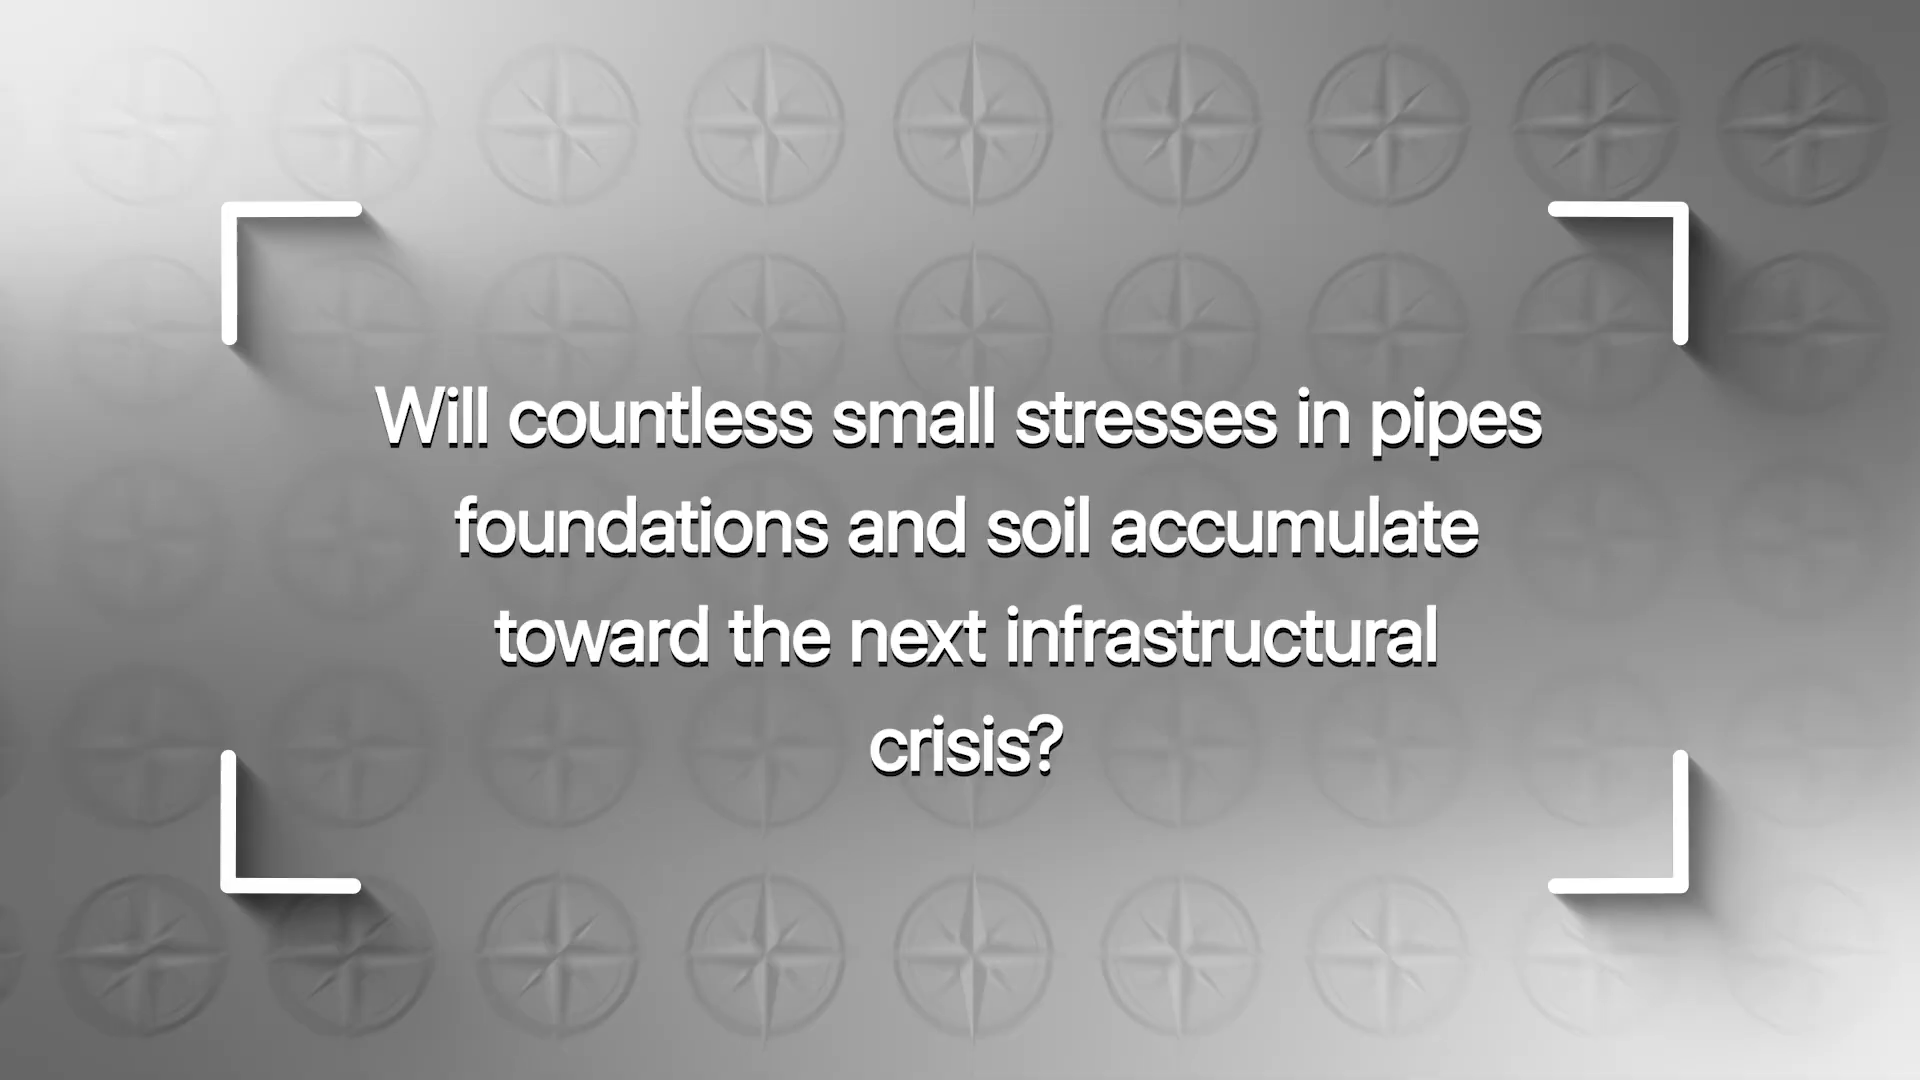 Will countless small stresses in pipes
foundations and soil accumulate
toward the next infrastructural
crisis?